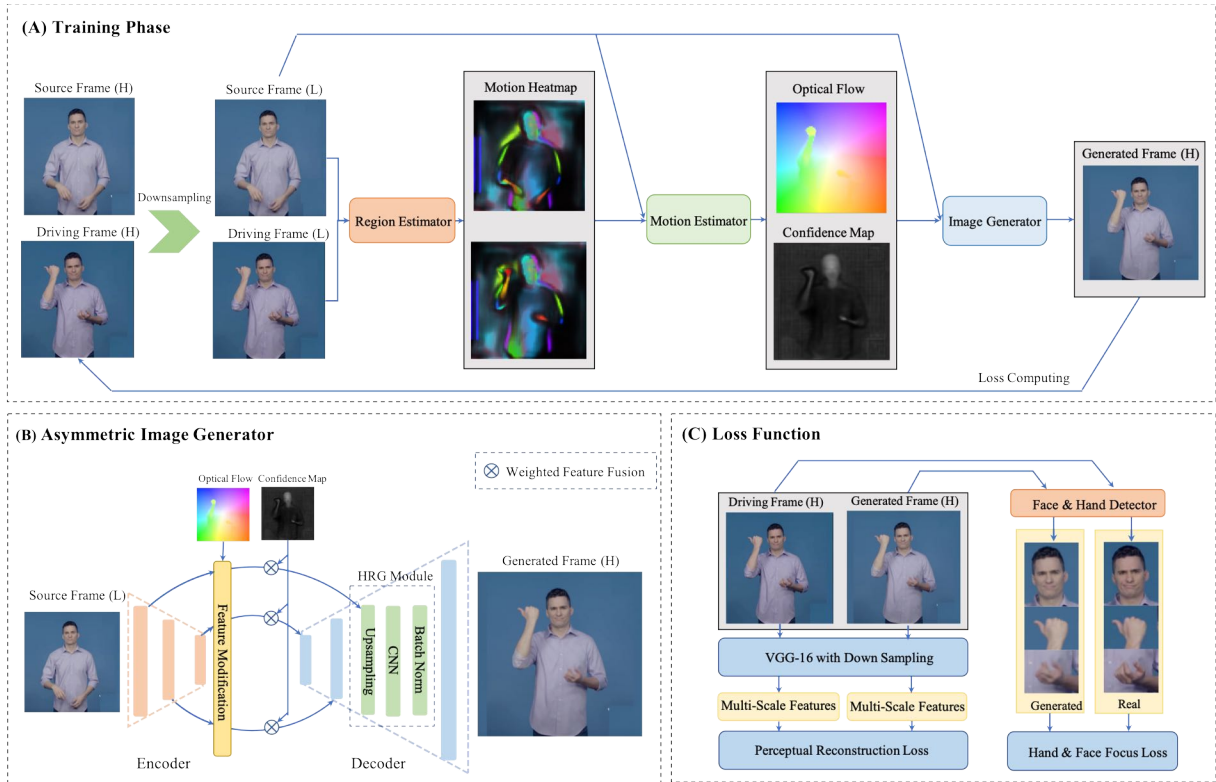 (A) Training Phase
Source Frame (H)
Source Frame (L)
Downsampling
Driving Frame (H)
Driving Frame (L)
Region Estimator
Motion Heatmap
Motion Estimator
Optical Flow
Confidence Map
Image Generator
Generated Frame (H)
Loss Computing
(B) Asymmetric Image Generator
Weighted Feature Fusion
Optical Flow
Confidence Map
Source Frame (L)
Feature Modification
HRG Module
Upsampling
CNN
Batch Norm
Generated Frame (H)
Encoder
Decoder
(C) Loss Function
Driving Frame (H)
Generated Frame (H)
Face & Hand Detector
VGG-16 with Down Sampling
Multi-Scale Features
Multi-Scale Features
Generated
Real
Perceptual Reconstruction Loss
Hand & Face Focus Loss